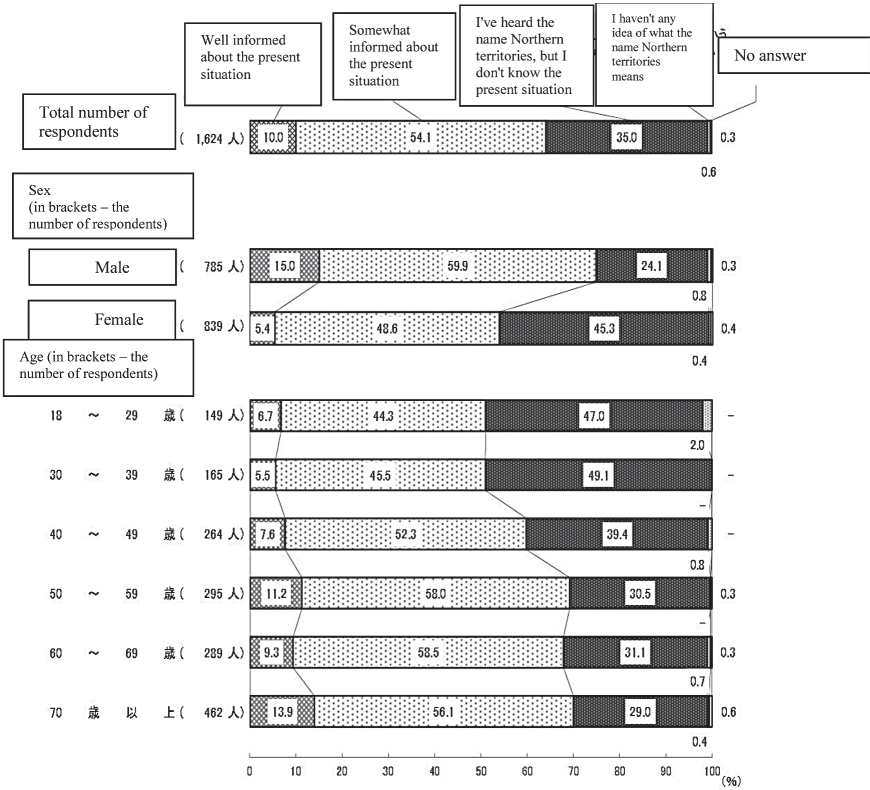 Well informed
about the present
situation
Somewhat
informed about
the present
situation
I've heard the
name Northern
territories, but I
don't know the
present situation
I haven't any
idea of what the
name Northern
territories
means
No answer
Total number of
respondents
( 1,624 人) 10.0 54.1 35.0 0.3
0.6
Sex
(in brackets – the
number of respondents)
Male ( 785 人) 15.0 59.9 24.1 0.3
0.8
Female ( 839 人) 5.4 48.6 45.3 0.4
0.4
Age (in brackets – the
number of respondents)
18 ～ 29 歳 ( 149 人) 6.7 44.3 47.0 –
2.0
30 ～ 39 歳 ( 165 人) 5.5 45.5 49.1 –
–
40 ～ 49 歳 ( 264 人) 7.6 52.3 39.4 –
0.8
50 ～ 59 歳 ( 295 人) 11.2 58.0 30.5 0.3
–
60 ～ 69 歳 ( 289 人) 9.3 58.5 31.1 0.3
0.7
70 歳 以 上 ( 462 人) 13.9 56.1 29.0 0.6
0.4
0 10 20 30 40 50 60 70 80 90 100 (%)